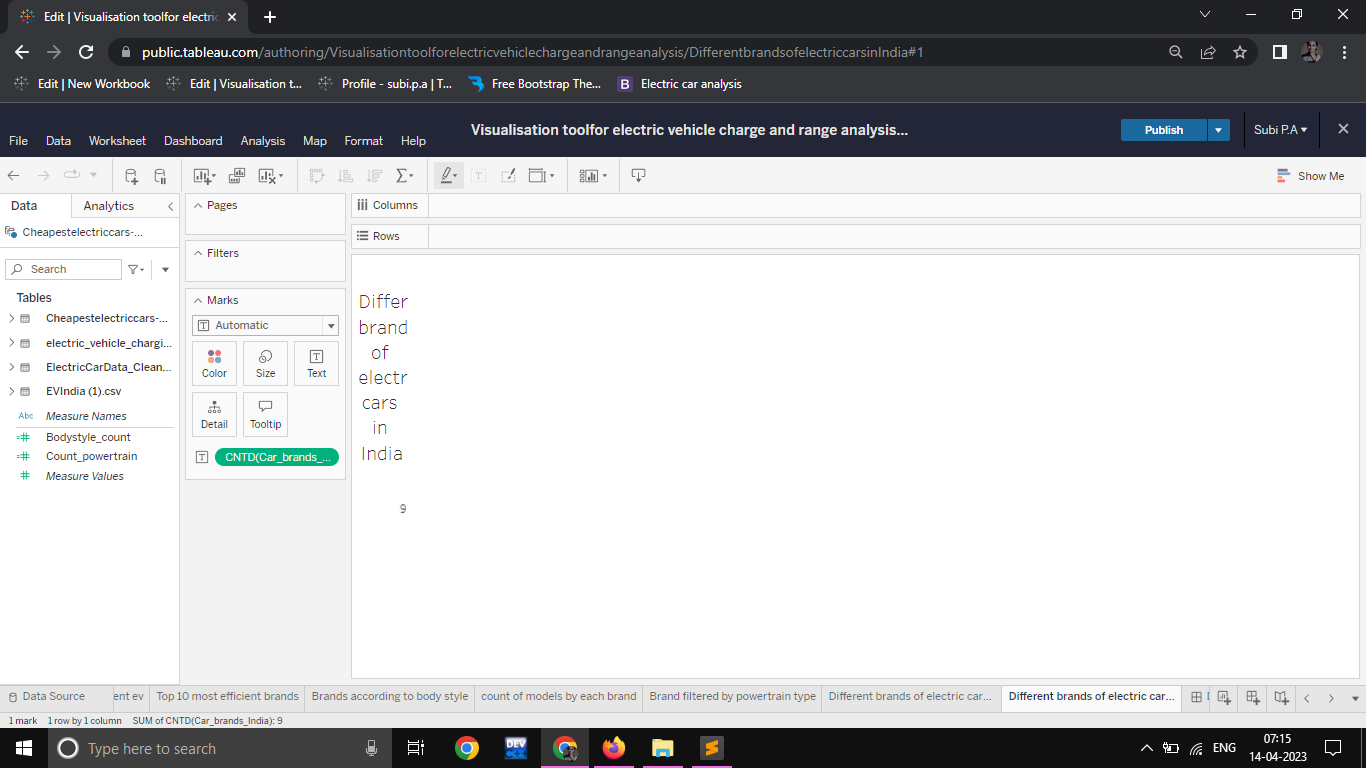 Edit | Visualisation toolfor electric
public.tableau.com/authoring/Visualisationtoolforelectricvehiclechargeandrangeanalysis/DifferentbrandsofelectriccarsinIndia#1
Edit | New Workbook
Edit | Visualisation t...
Profile - subi.p.a | T...
Free Bootstrap The...
B
Electric car analysis
Visualisation toolfor electric vehicle charge and range analysis...
File
Data
Worksheet
Dashboard
Analysis
Map
Format
Help
Publish
Subi P.A
Show Me
Data
Analytics
Pages
Columns
Cheapestelectriccars-...
Rows
Filters
Search
Tables
Marks
Cheapestelectriccars-...
Automatic
electric_vehicle_chargi...
ElectricCarData_Clean...
Color
Size
Text
EVIndia (1).csv
Abc
Measure Names
Detail
Tooltip
Bodystyle_count
Count_powertrain
CNTD(Car_brands_...
Measure Values
Differ
brand
of
electr
cars
in
India
9
Data Source
ent ev
Top 10 most efficient brands
Brands according to body style
count of models by each brand
Brand filtered by powertrain type
Different brands of electric car...
Different brands of electric car...
1 mark
1 row by 1 column
SUM of CNTD(Car_brands_India): 9
Type here to search
DEV
ENG
07:15
14-04-2023